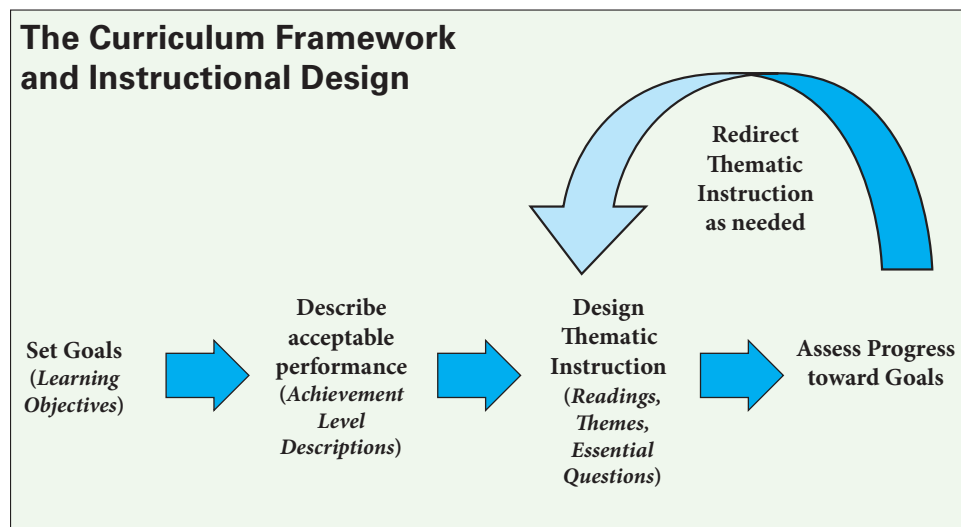 The Curriculum Framework
and Instructional Design
Redirect
Thematic
Instruction
as needed
Set Goals
(Learning
Objectives)
Describe
acceptable
performance
(Achievement
Level
Descriptions)
Design
Thematic
Instruction
(Readings,
Themes,
Essential
Questions)
Assess Progress
toward Goals